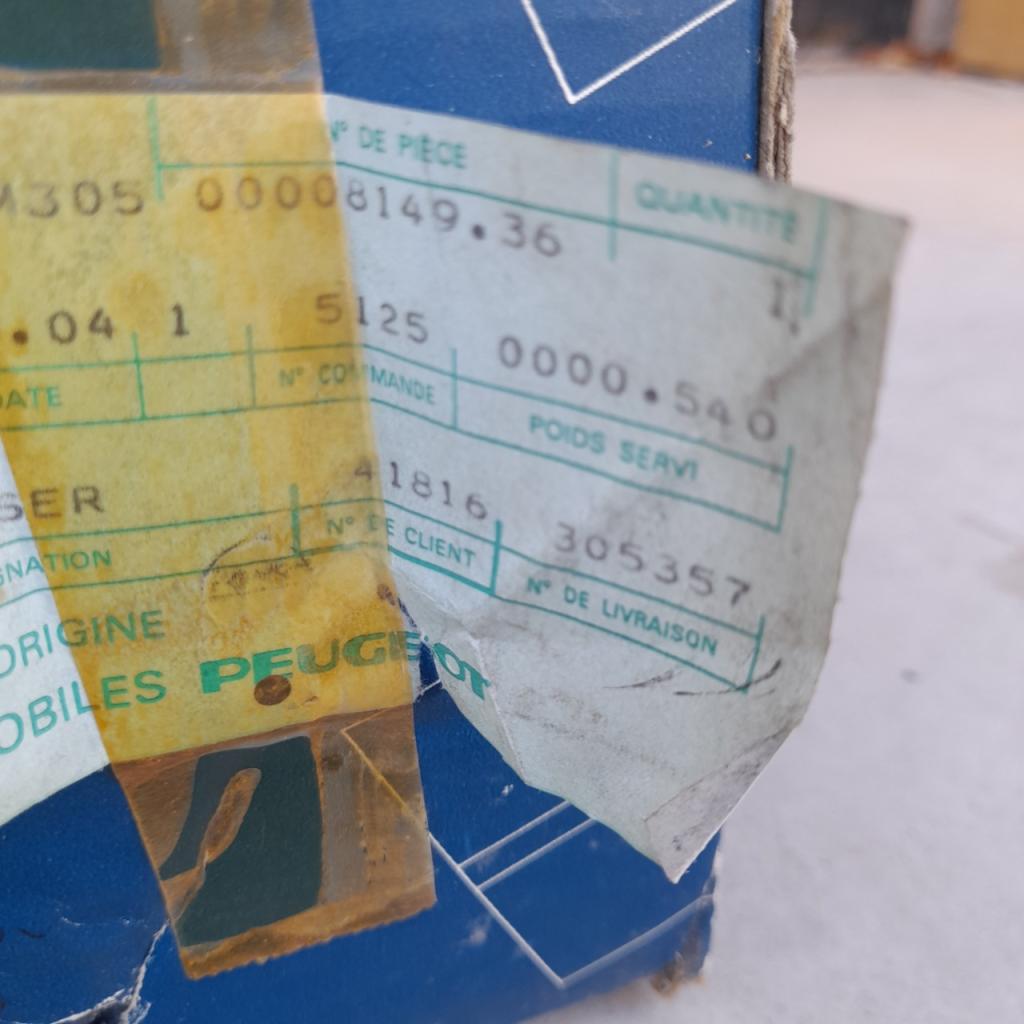 N° DE PIÈCE QUANTITÉ
M305 00008149.36 1.
.04 1 5125 0000.540
DATE N° COMMANDE POIDS SERVI
SER 41816 305357
GNATION N° DE CLIENT N° DE LIVRAISON
ORIGINE
OBILES PEUGEOT